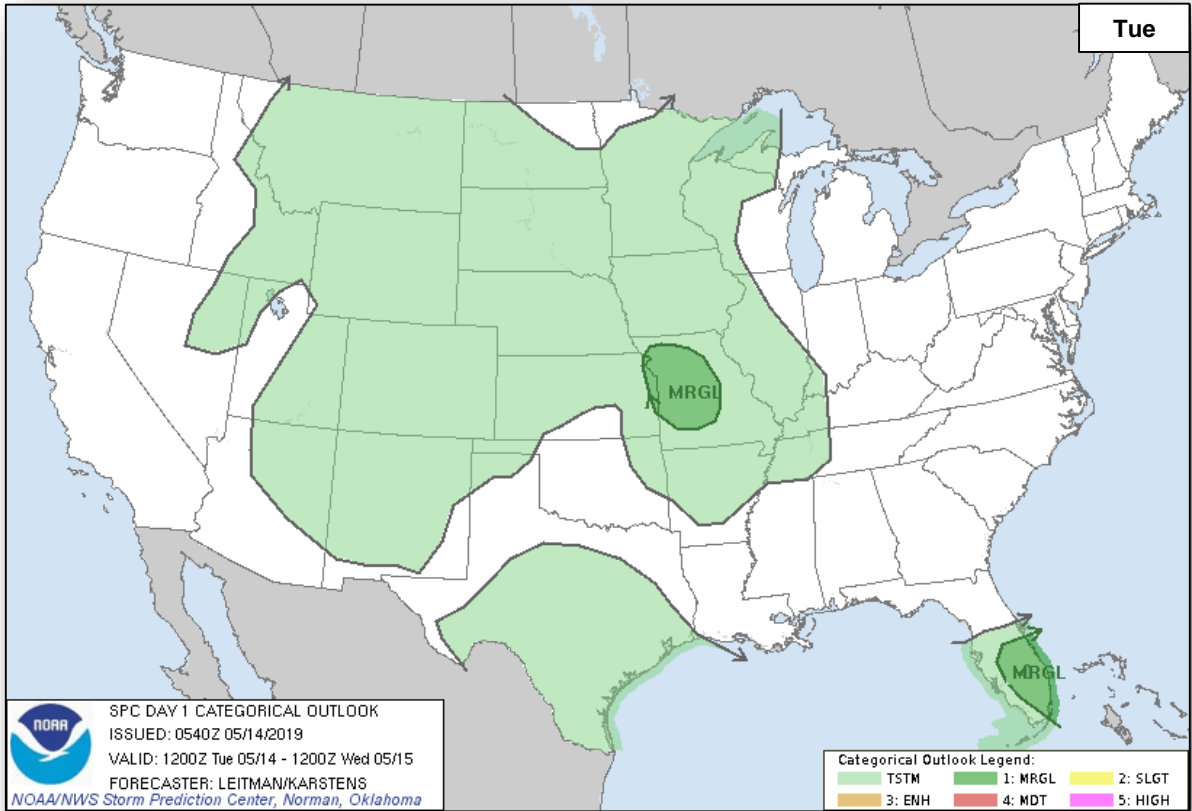 Tue
MRGL
MRGL
NOAA
SPC DAY 1 CATEGORICAL OUTLOOK
ISSUED: 0540Z 05/14/2019
VALID: 1200Z Tue 05/14 - 1200Z Wed 05/15
FORECASTER: LEITMAN/KARSTENS
NOAA/NWS Storm Prediction Center, Norman, Oklahoma
Categorical Outlook Legend:
TSTM 1: MRGL 2: SLGT
3: ENH 4: MDT 5: HIGH